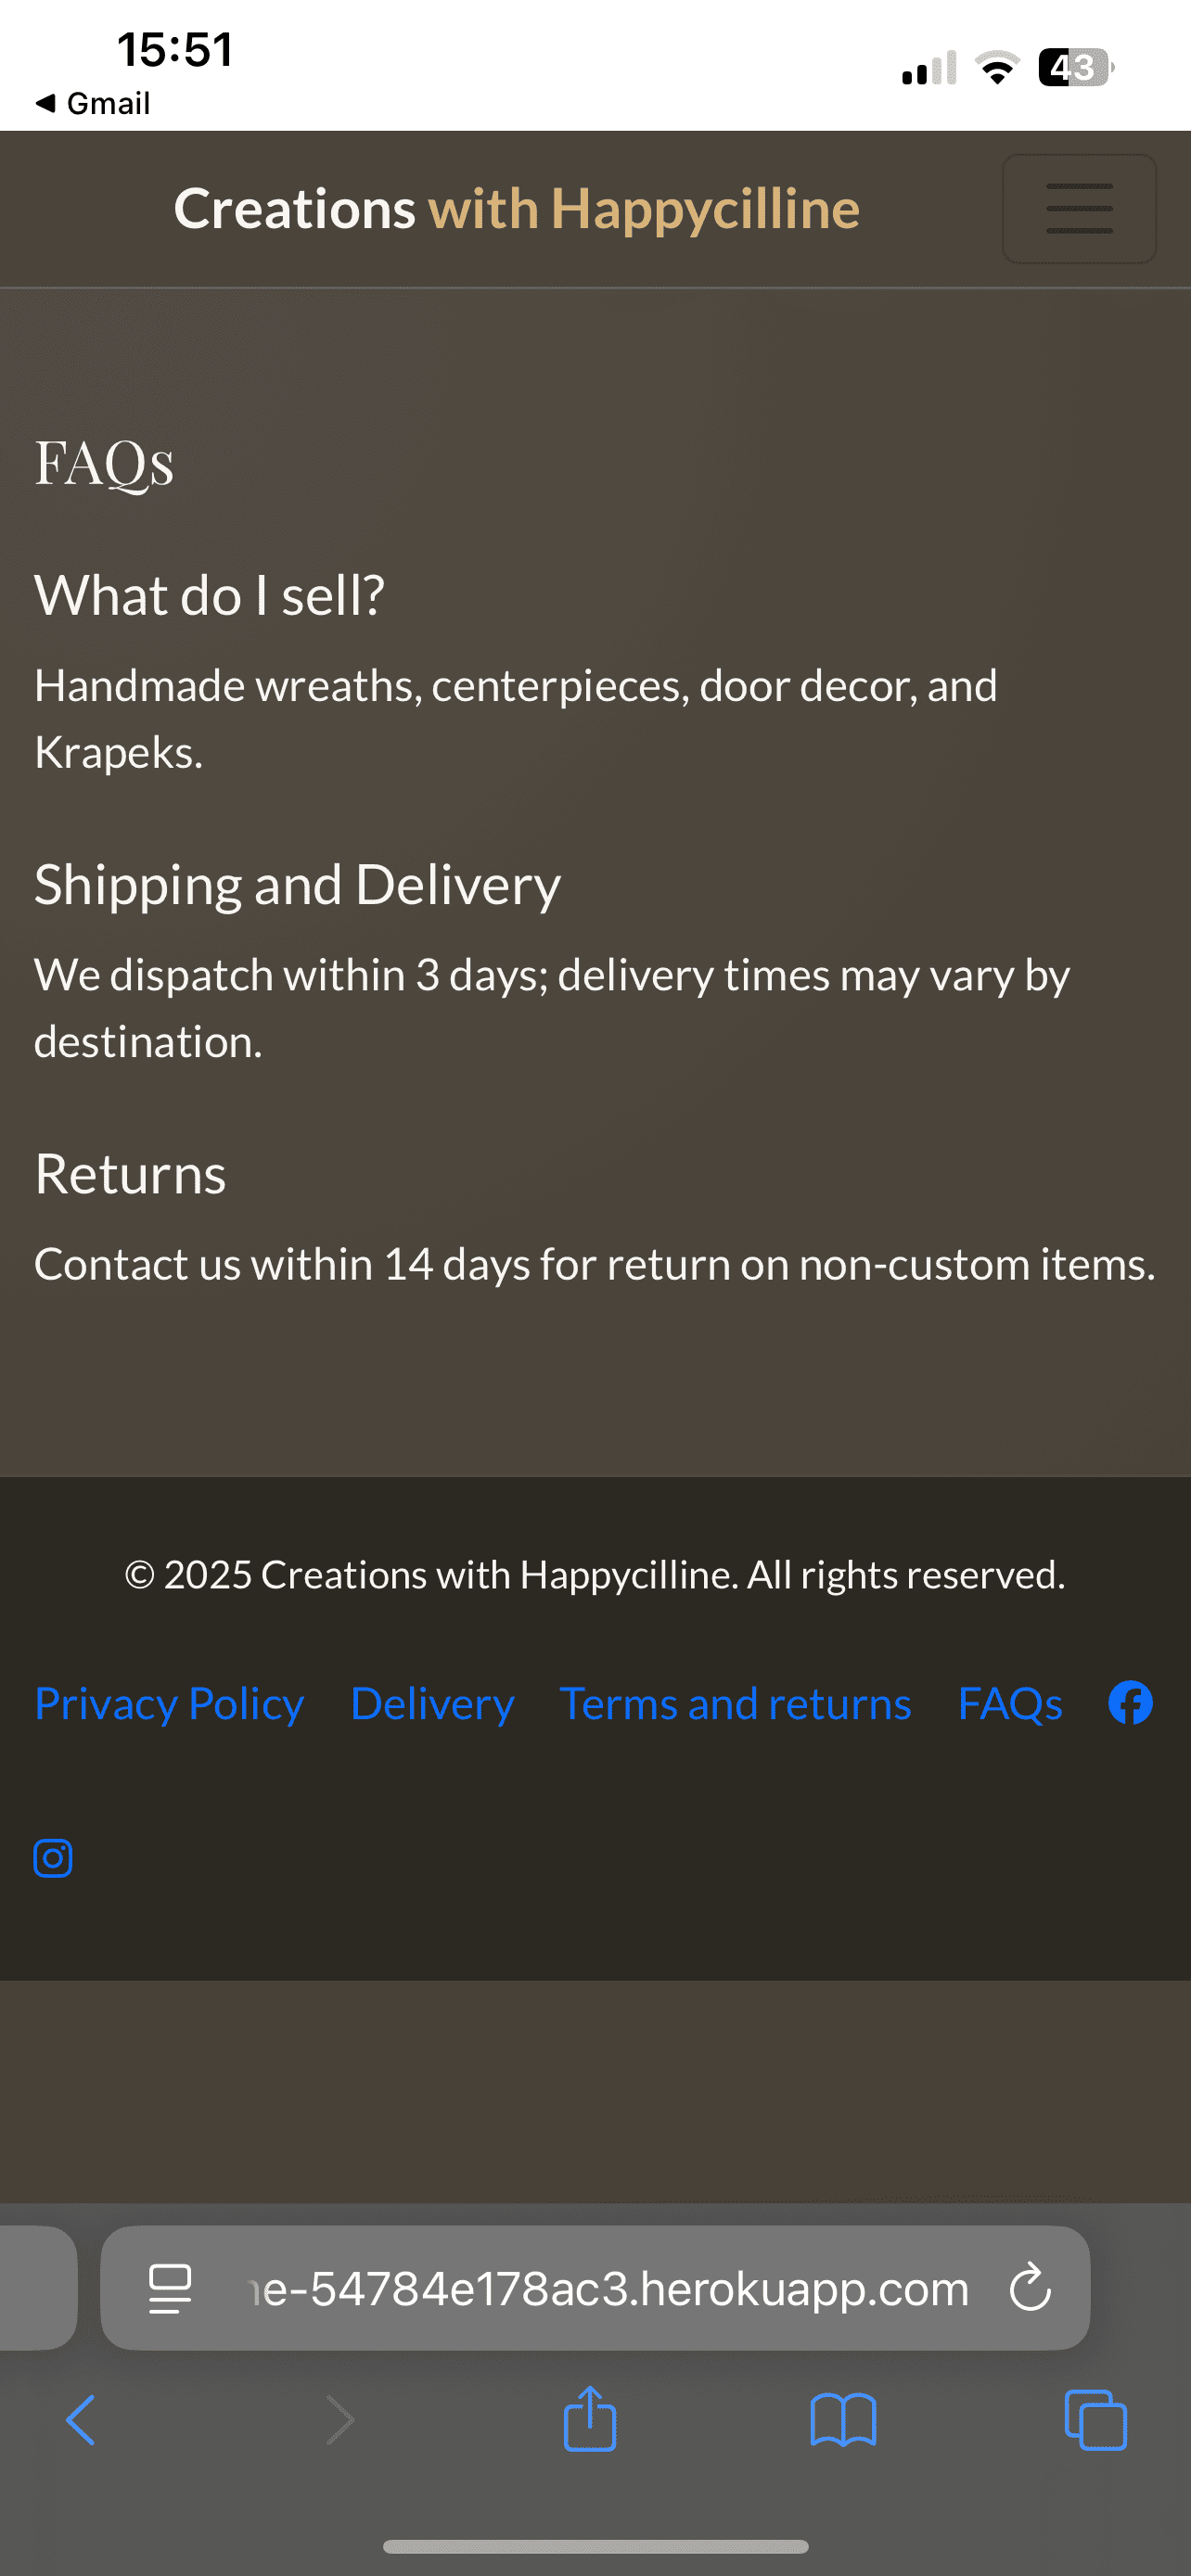 15:51
43
Gmail
Creations with Happycilline
FAQs
What do I sell?
Handmade wreaths, centerpieces, door decor, and
Krapeks.
Shipping and Delivery
We dispatch within 3 days; delivery times may vary by
destination.
Returns
Contact us within 14 days for return on non-custom items.
© 2025 Creations with Happycilline. All rights reserved.
Privacy Policy Delivery Terms and returns FAQs
e-54784e178ac3.herokuapp.com